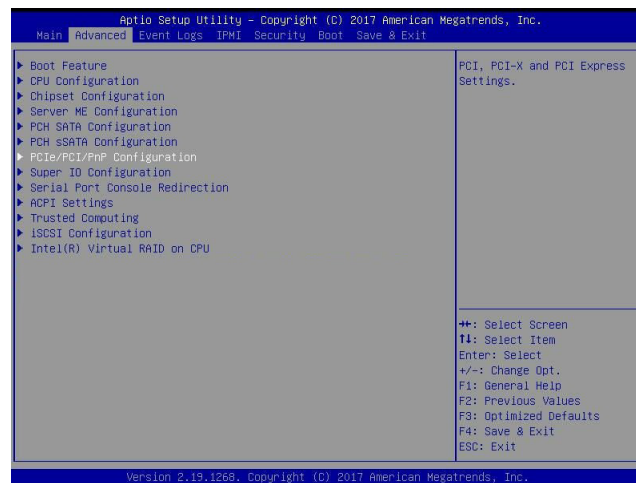 Aptio Setup Utility – Copyright (C) 2017 American Megatrends, Inc.
Main Advanced Event Logs IPMI Security Boot Save & Exit
▶ Boot Feature
▶ CPU Configuration
▶ Chipset Configuration
▶ Server ME Configuration
▶ PCH SATA Configuration
▶ PCH sSATA Configuration
▶ PCIe/PCI/PnP Configuration
▶ Super IO Configuration
▶ Serial Port Console Redirection
▶ ACPI Settings
▶ Trusted Computing
▶ iSCSI Configuration
▶ Intel(R) Virtual RAID on CPU
PCI, PCI-X and PCI Express
Settings.
→←: Select Screen
↑↓: Select Item
Enter: Select
+/-: Change Opt.
F1: General Help
F2: Previous Values
F3: Optimized Defaults
F4: Save & Exit
ESC: Exit
Version 2.19.1268. Copyright (C) 2017 American Megatrends, Inc.